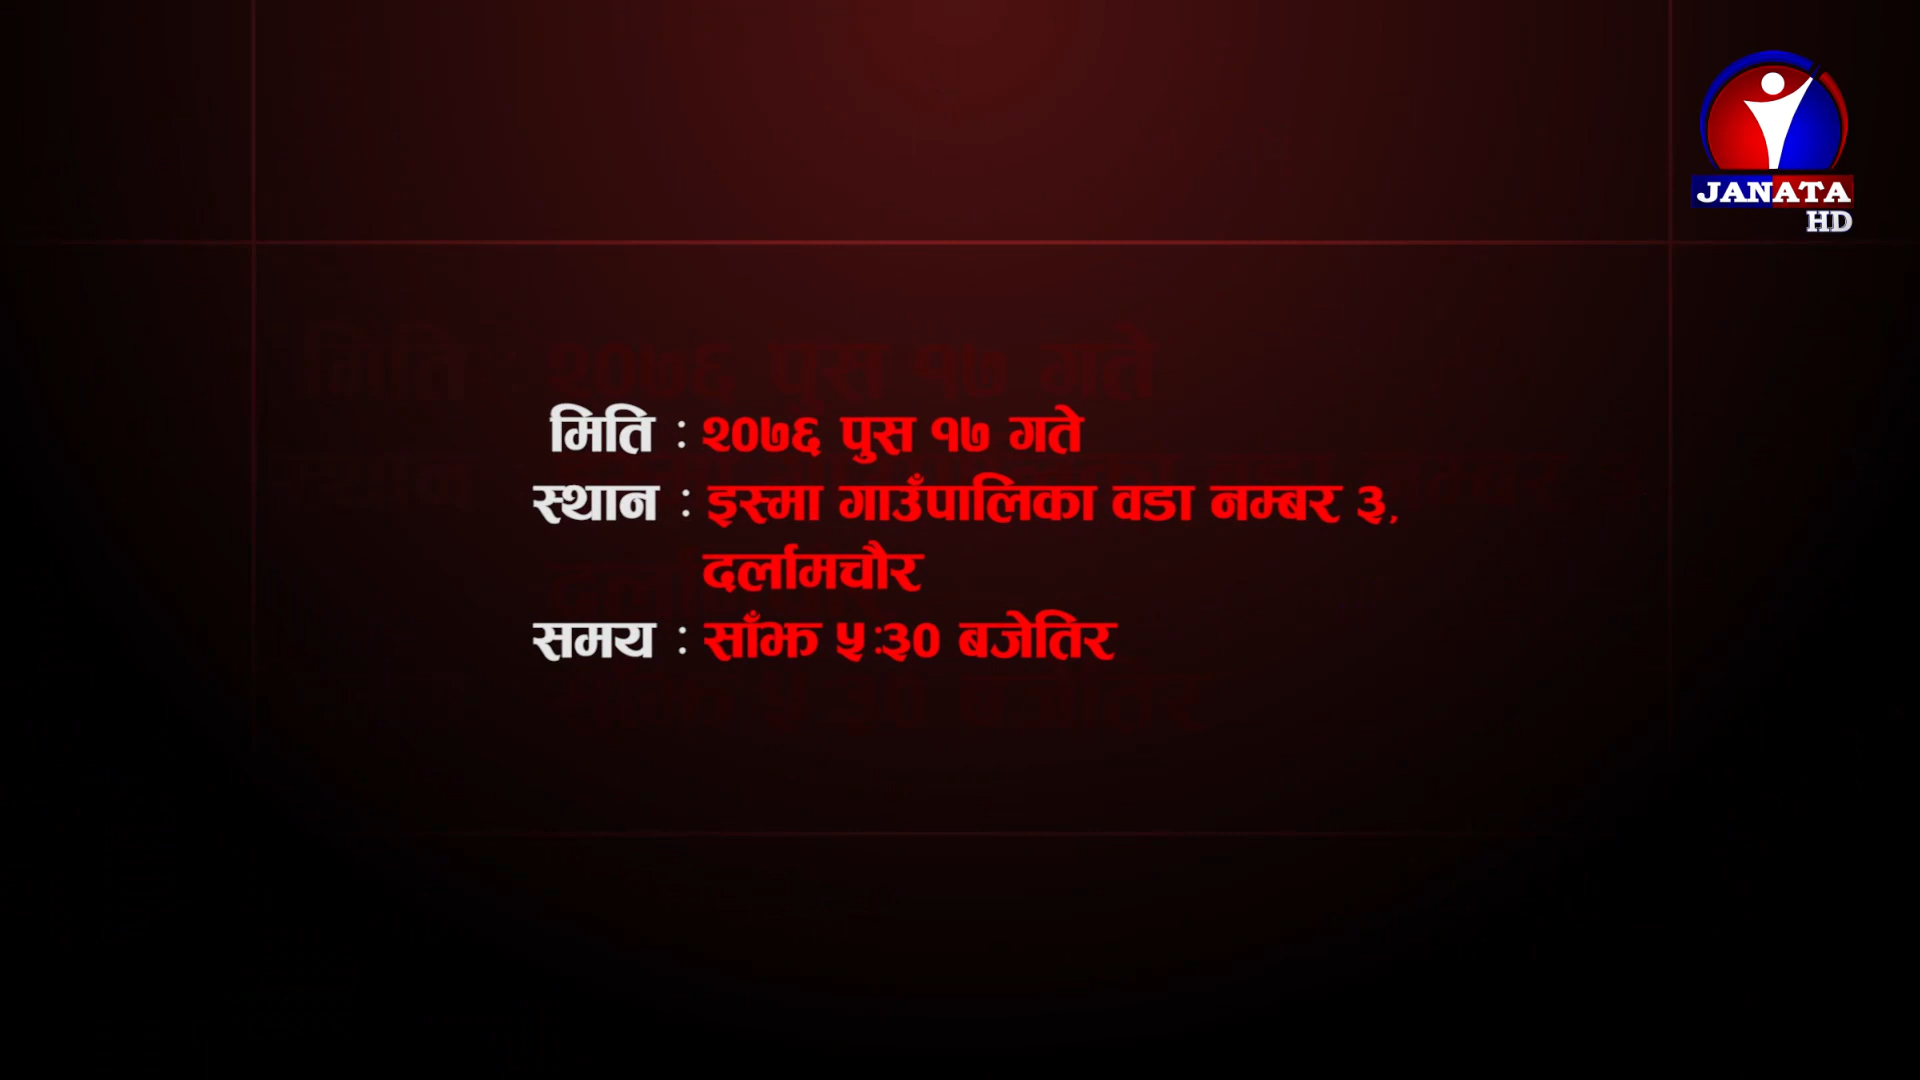 JANATA
HD
मिति : २०७६ पुस १७ गते
स्थान : इस्मा गाउँपालिका वडा नम्बर ३,
दर्लामचौर
समय : साँझ ५:३० बजेतिर